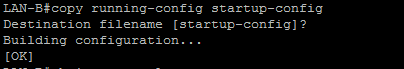 LAN-B#copy running-config startup-config
Destination filename [startup-config]?
Building configuration...
[OK]